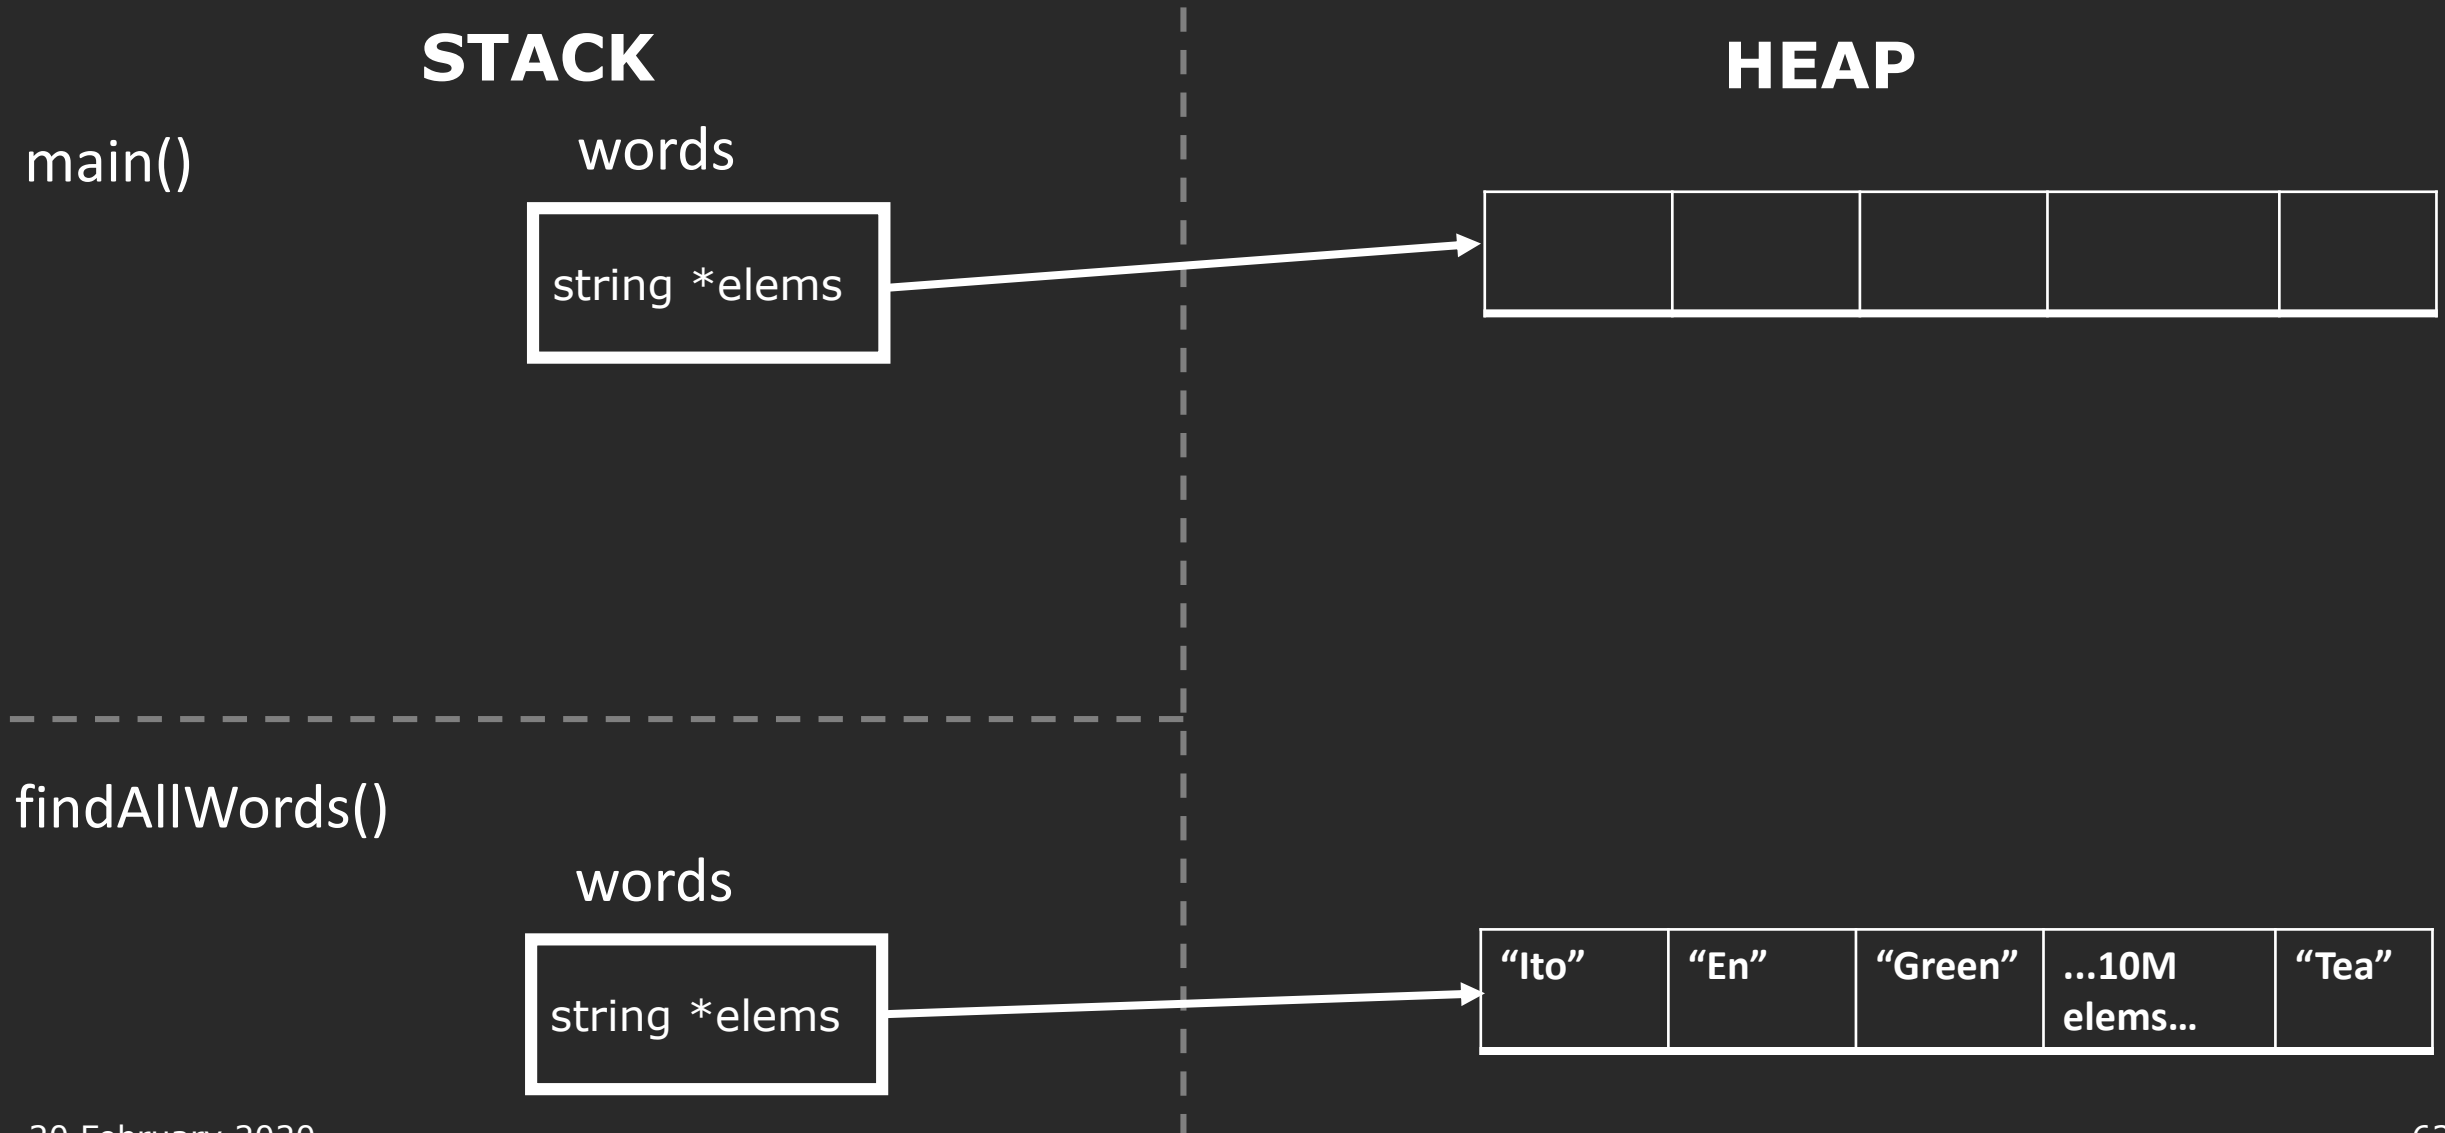 STACK
HEAP
main()
words
string *elems
findAllWords()
words
string *elems
“Ito” “En” “Green” ...10M “Tea”
elems...